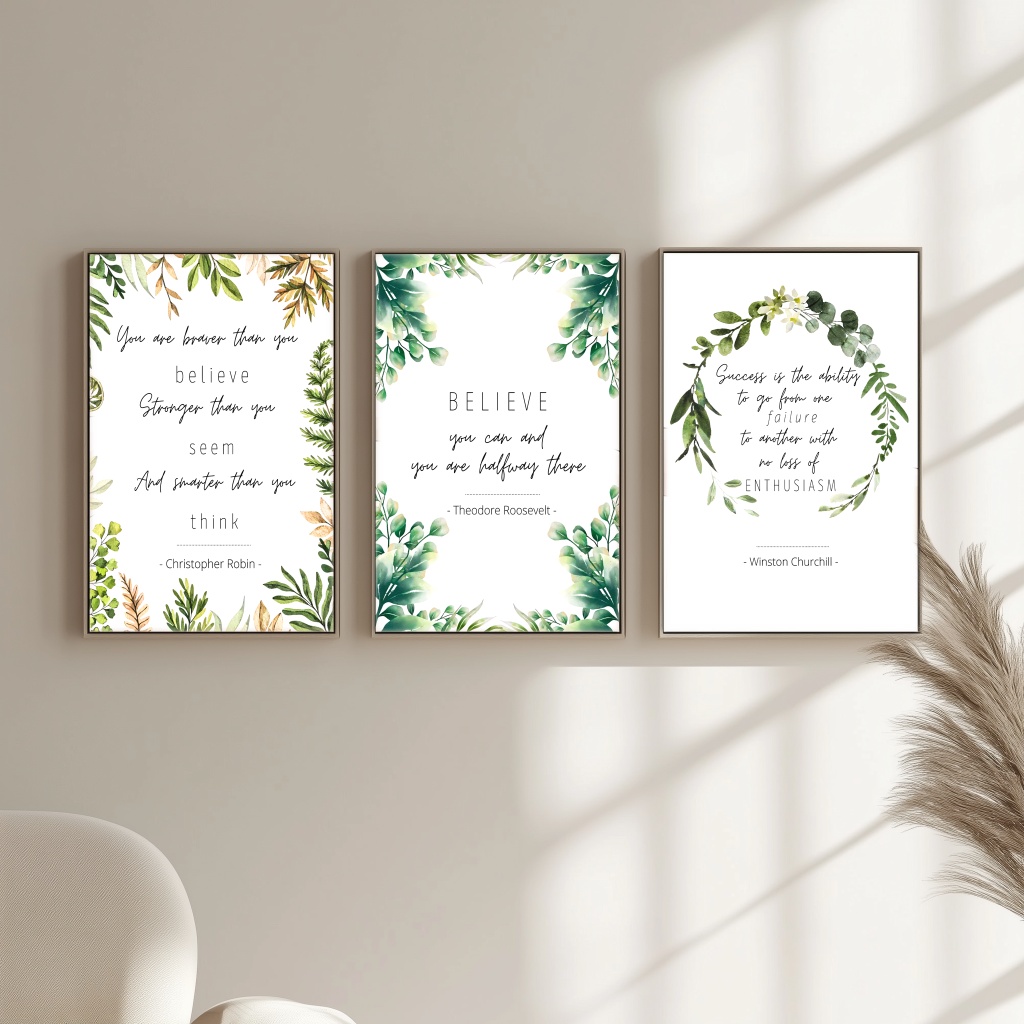 You are braver than you
believe
Stronger than you
seem
And smarter than you
think
- Christopher Robin -
BELIEVE
you can and
you are halfway there
- Theodore Roosevelt -
Success is the ability
to go from one
failure
to another with
no loss of
ENTHUSIASM
- Winston Churchill -